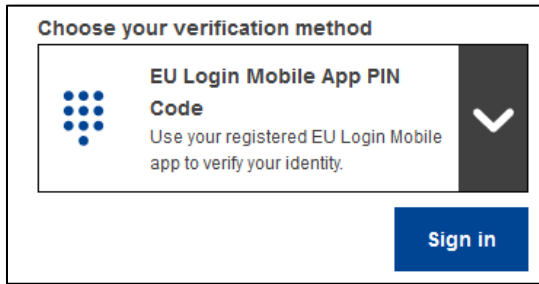 Choose your verification method
EU Login Mobile App PIN
Code
Use your registered EU Login Mobile
app to verify your identity.
Sign in